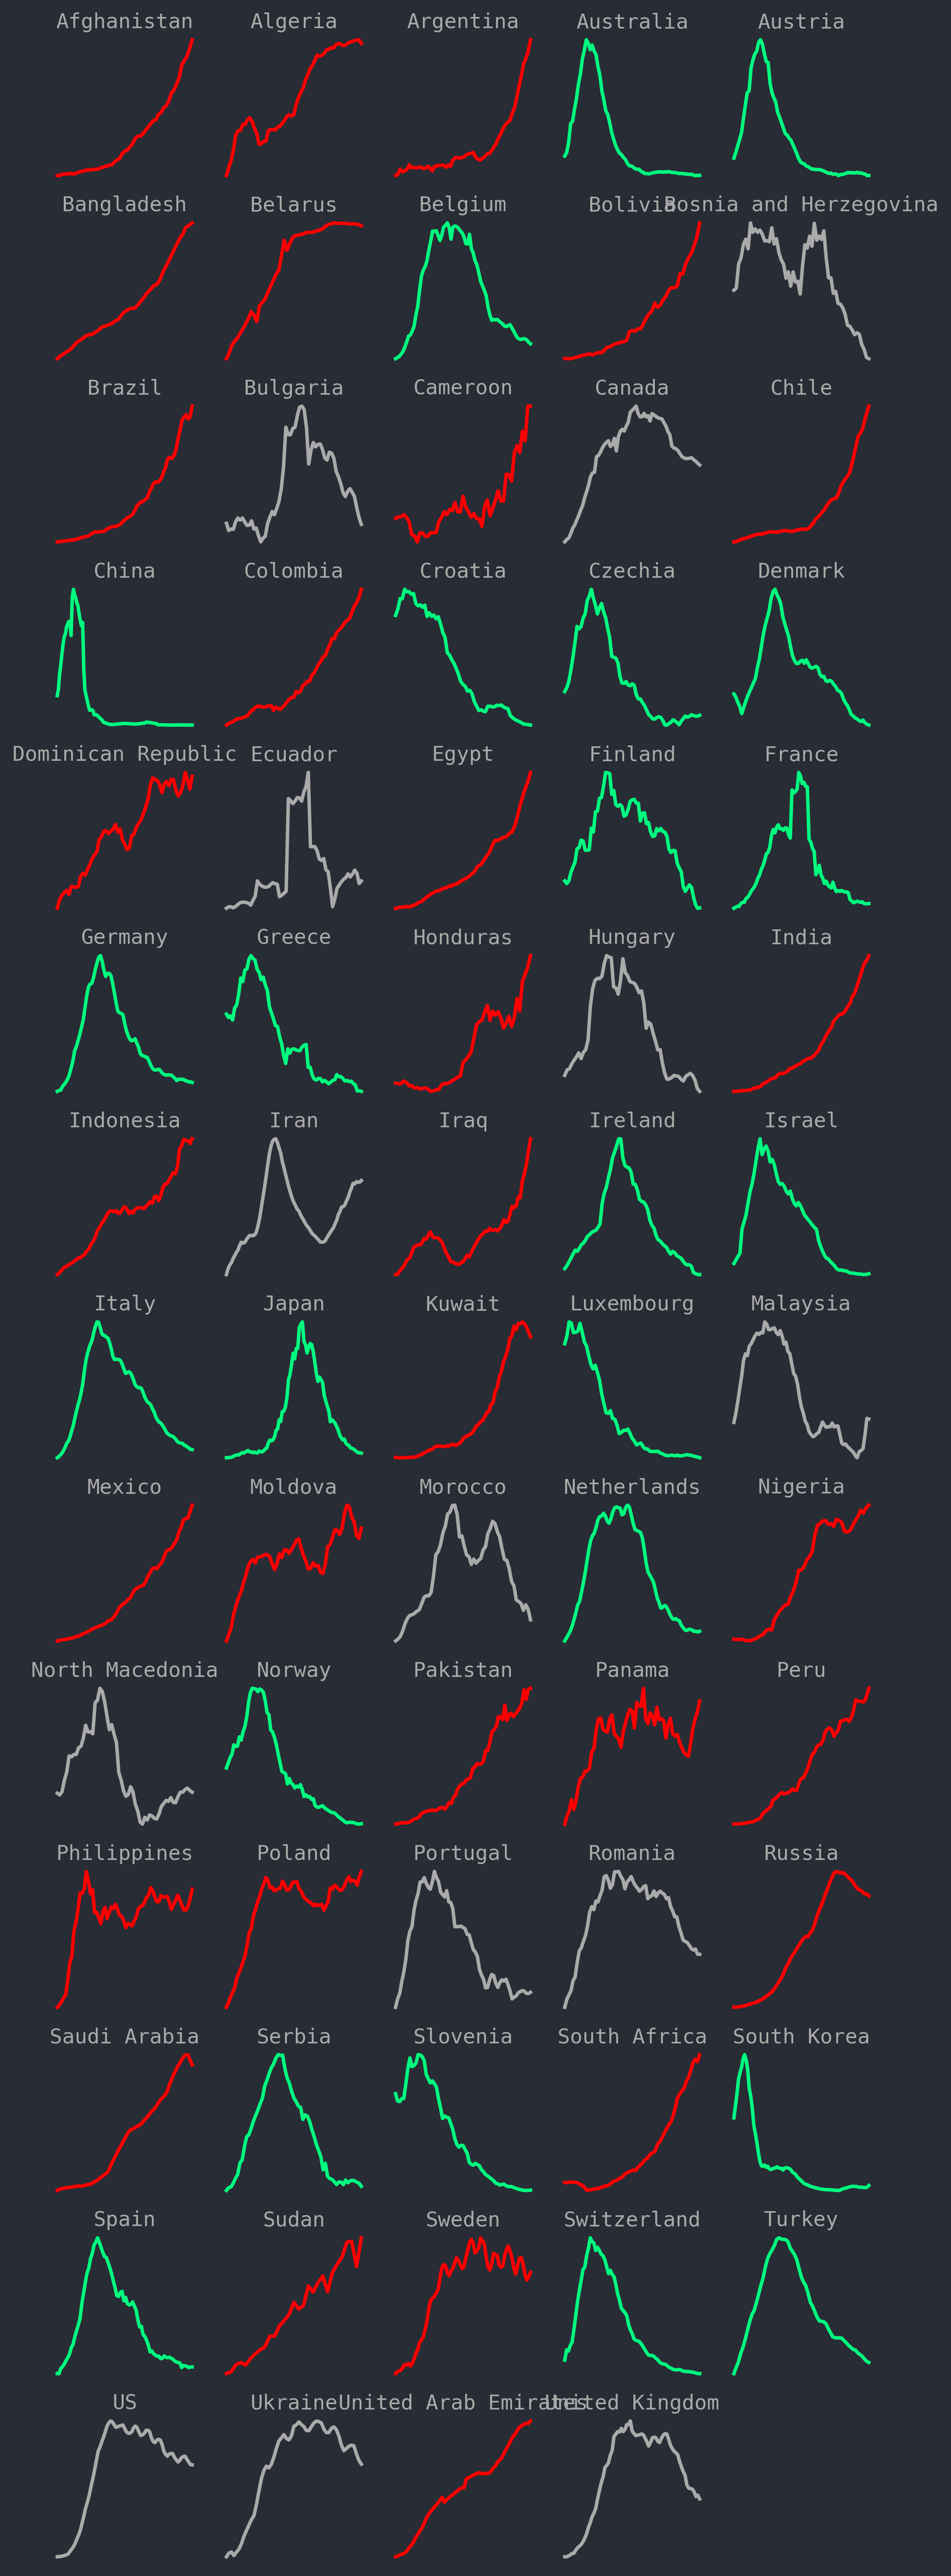 Afghanistan Algeria Argentina Australia Austria
Bangladesh Belarus Belgium Bolivia Bosnia and Herzegovina
Brazil Bulgaria Cameroon Canada Chile
China Colombia Croatia Czechia Denmark
Dominican Republic Ecuador Egypt Finland France
Germany Greece Honduras Hungary India
Indonesia Iran Iraq Ireland Israel
Italy Japan Kuwait Luxembourg Malaysia
Mexico Moldova Morocco Netherlands Nigeria
North Macedonia Norway Pakistan Panama Peru
Philippines Poland Portugal Romania Russia
Saudi Arabia Serbia Slovenia South Africa South Korea
Spain Sudan Sweden Switzerland Turkey
US Ukraine United Arab Emirates United Kingdom